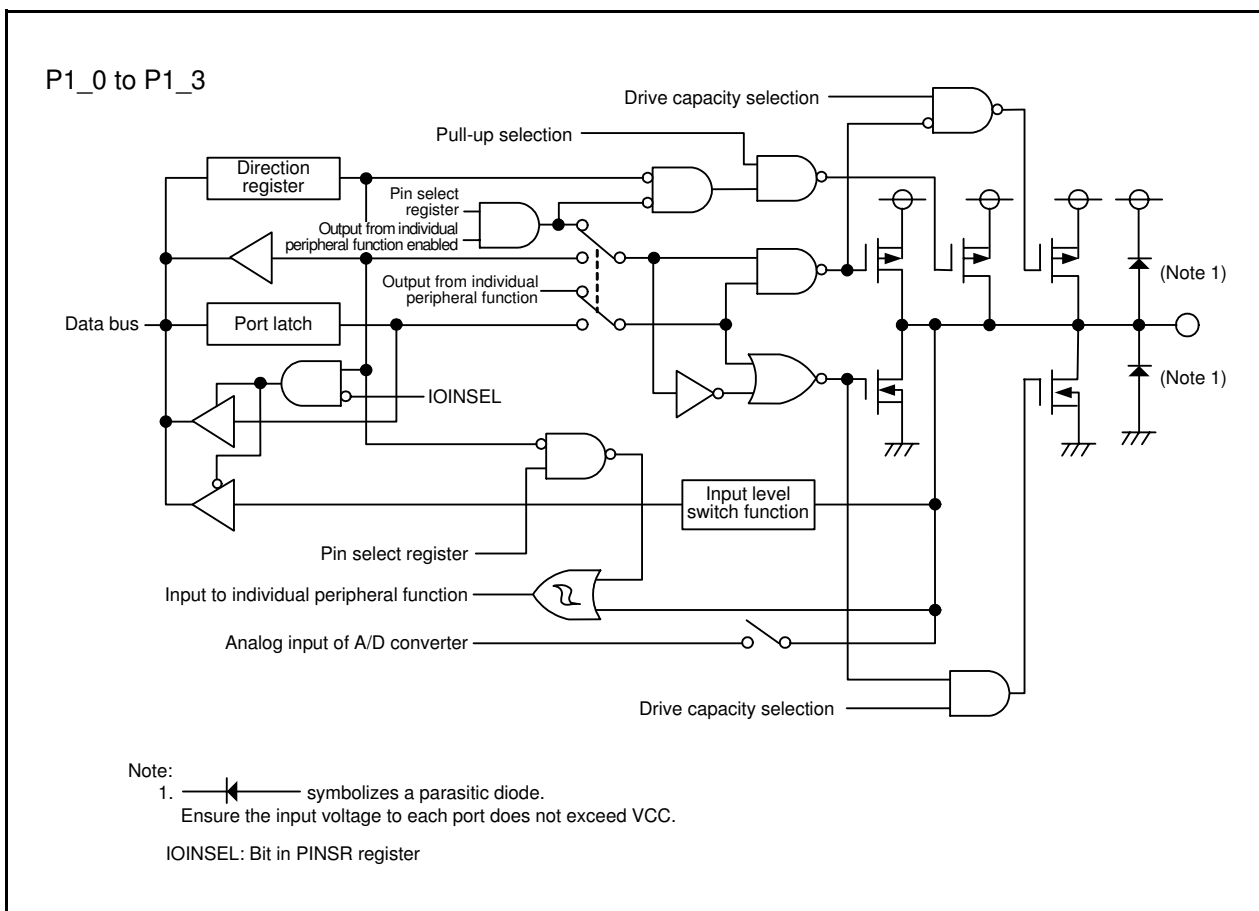 P1_0 to P1_3
Drive capacity selection
Pull-up selection
Direction
register
Pin select
register
Output from individual
peripheral function enabled
(Note 1)
Output from individual
peripheral function
Data bus
Port latch
(Note 1)
IOINSEL
Input level
switch function
Pin select register
Input to individual peripheral function
Analog input of A/D converter
Drive capacity selection
Note:
1. symbolizes a parasitic diode.
Ensure the input voltage to each port does not exceed VCC.
IOINSEL: Bit in PINSR register